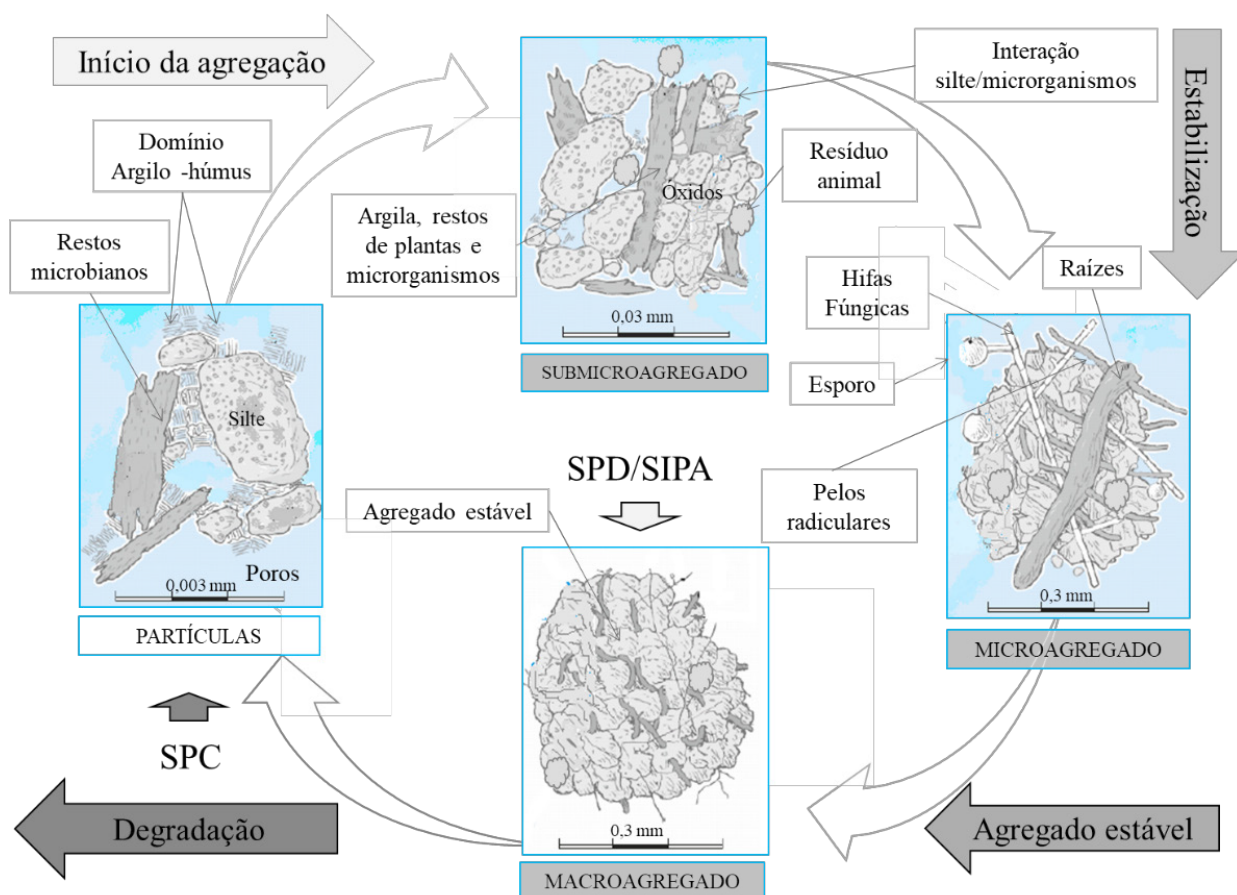 Início da agregação
Interação
silte/microrganismos
Estabilização
Domínio
Argilo -húmus
Resíduo
animal
Óxidos
Argila, restos
de plantas e
microrganismos
Restos
microbianos
Hifas
Fúngicas
Raízes
0,03 mm
SUBMICROAGREGADO
Esporo
Silte
SPD/SIPA
Agregado estável
Pelos
radiculares
Poros
0,003 mm
0,3 mm
PARTÍCULAS
MICROAGREGADO
SPC
Degradação
0,3 mm
Agregado estável
MACROAGREGADO